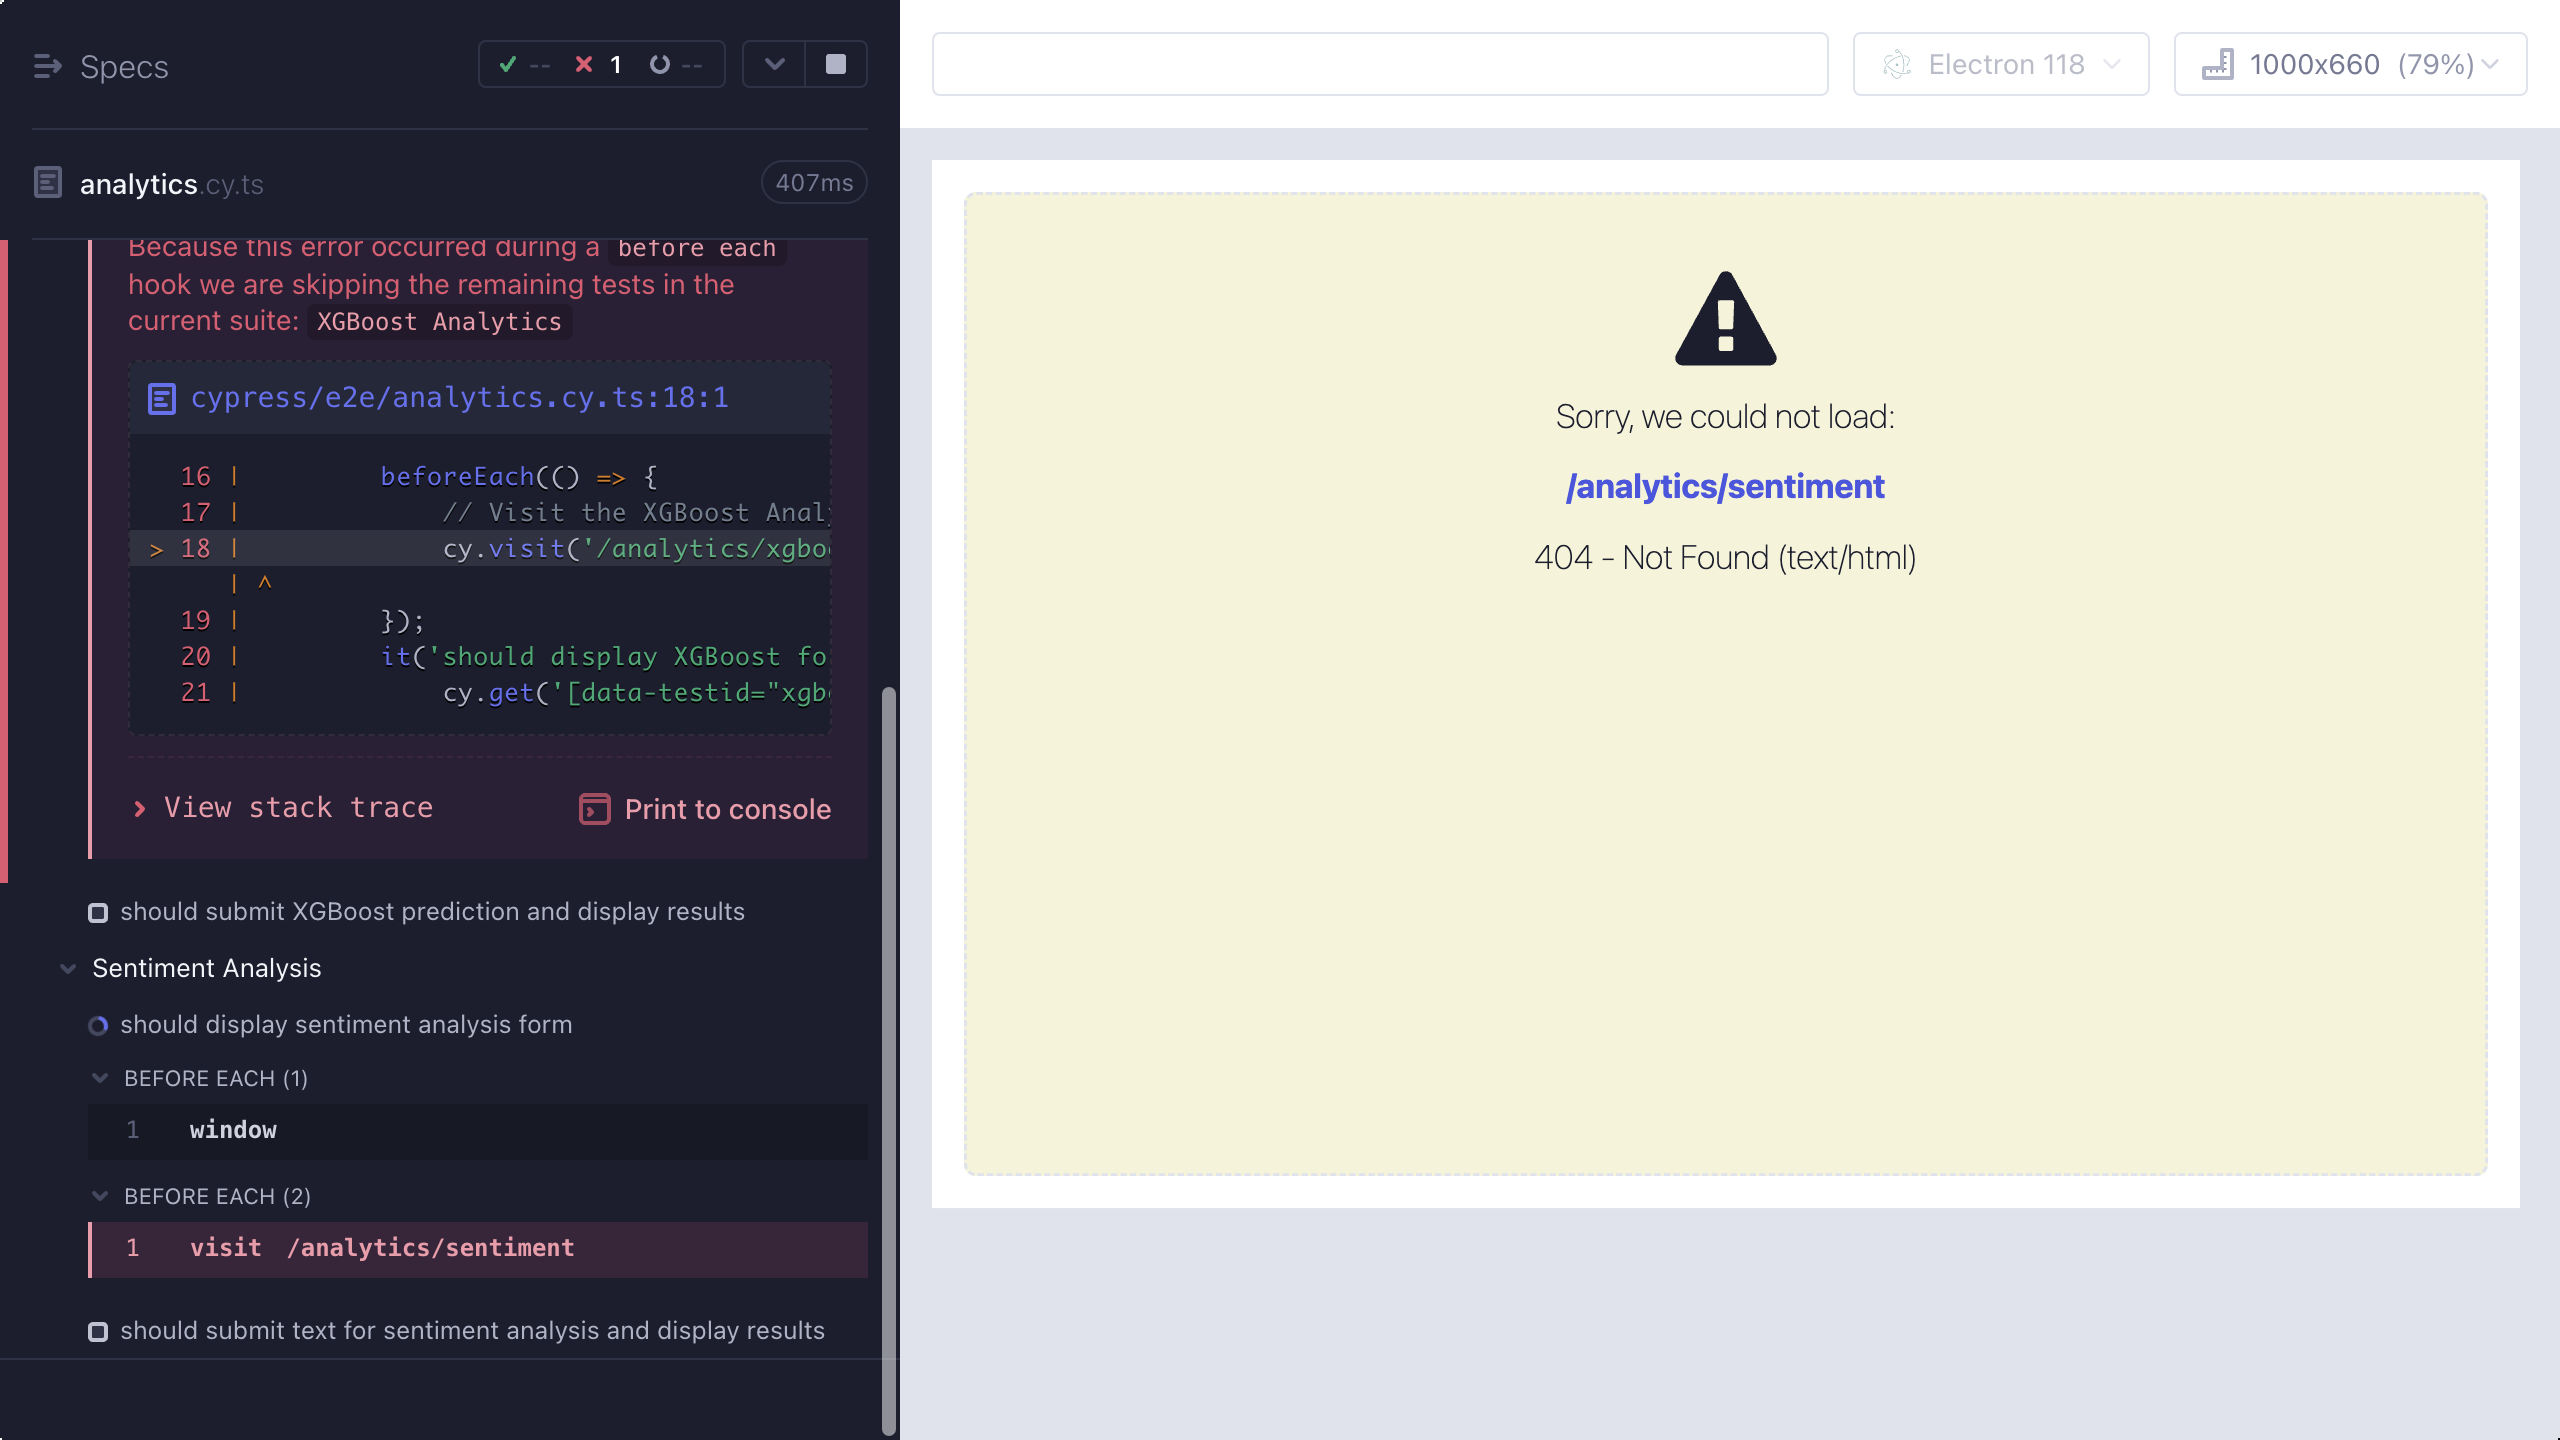 Specs
-- 1 --
analytics.cy.ts
407ms
Because this error occurred during a before each
hook we are skipping the remaining tests in the
current suite: XGBoost Analytics
cypress/e2e/analytics.cy.ts:18:1
16 | beforeEach(() => {
17 | // Visit the XGBoost Analy
> 18 | cy.visit('/analytics/xgbo
| ^
19 | });
20 | it('should display XGBoost fo
21 | cy.get('[data-testid="xgb
View stack trace
Print to console
should submit XGBoost prediction and display results
Sentiment Analysis
should display sentiment analysis form
BEFORE EACH (1)
1 window
BEFORE EACH (2)
1 visit /analytics/sentiment
should submit text for sentiment analysis and display results
Electron 118
1000x660 (79%)
Sorry, we could not load:
/analytics/sentiment
404 - Not Found (text/html)